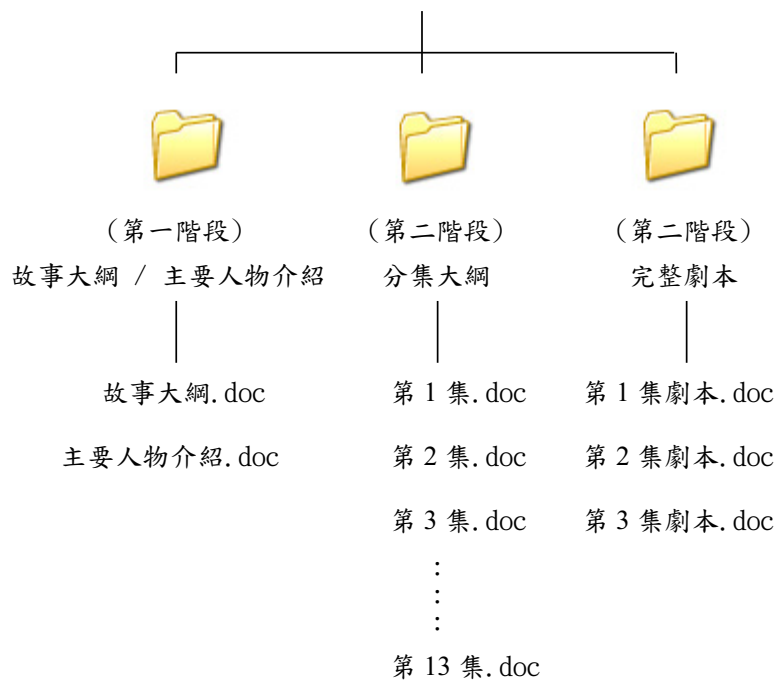 （第一階段）
故事大綱 / 主要人物介紹
故事大綱.doc
主要人物介紹.doc
（第二階段）
分集大綱
第 1 集.doc
第 2 集.doc
第 3 集.doc
：
：
：
第 13 集.doc
（第二階段）
完整劇本
第 1 集劇本.doc
第 2 集劇本.doc
第 3 集劇本.doc